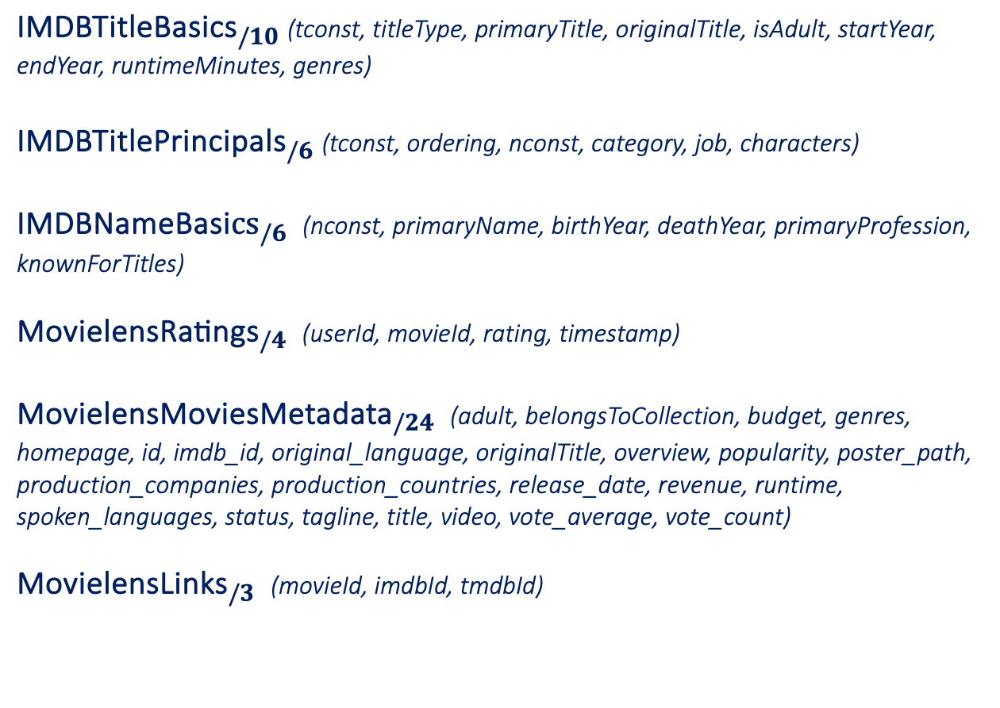 IMDBTitleBasics/10 (tconst, titleType, primaryTitle, originalTitle, isAdult, startYear,
endYear, runtimeMinutes, genres)
IMDBTitlePrincipals/6 (tconst, ordering, nconst, category, job, characters)
IMDBNameBasics/6 (nconst, primaryName, birthYear, deathYear, primaryProfession,
knownForTitles)
MovielensRatings/4 (userId, movieId, rating, timestamp)
MovielensMoviesMetadata/24 (adult, belongsToCollection, budget, genres,
homepage, id, imdb_id, original_language, originalTitle, overview, popularity, poster_path,
production_companies, production_countries, release_date, revenue, runtime,
spoken_languages, status, tagline, title, video, vote_average, vote_count)
MovielensLinks/3 (movieId, imdbId, tmdbId)